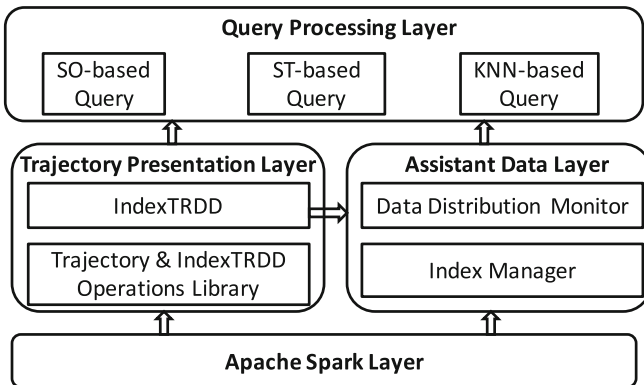 Query Processing Layer
SO-based
Query
ST-based
Query
KNN-based
Query
Trajectory Presentation Layer
IndexTRDD
Trajectory & IndexTRDD
Operations Library
Assistant Data Layer
Data Distribution Monitor
Index Manager
Apache Spark Layer